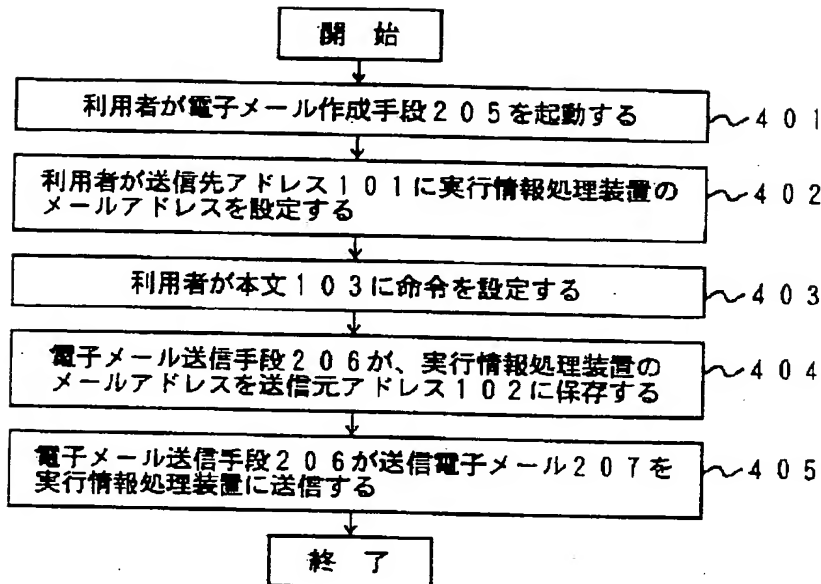 開 始
利用者が電子メール作成手段205を起動する
401
利用者が送信先アドレス101に実行情報処理装置の
メールアドレスを設定する
402
利用者が本文103に命令を設定する
403
電子メール送信手段206が、実行情報処理装置の
メールアドレスを送信元アドレス102に保存する
404
電子メール送信手段206が送信電子メール207を
実行情報処理装置に送信する
405
終 了